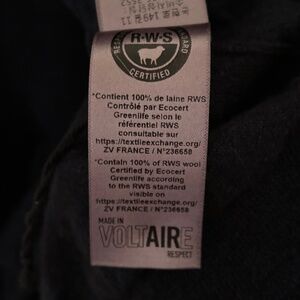 R-W-S
CERTIFIED
*Contient 100% de laine RWS
Contrôlé par Ecocert
Greenlife selon le
référentiel RWS
consultable sur
https://textileexchange.org/
ZV FRANCE / N°236658
*Contain 100% of RWS wool
Certified by Ecocert
Greenlife according
to the RWS standard
visible on
https://textileexchange.org/
ZV FRANCE / N°236658
MADE IN
VOLTAIRE
RESPECT